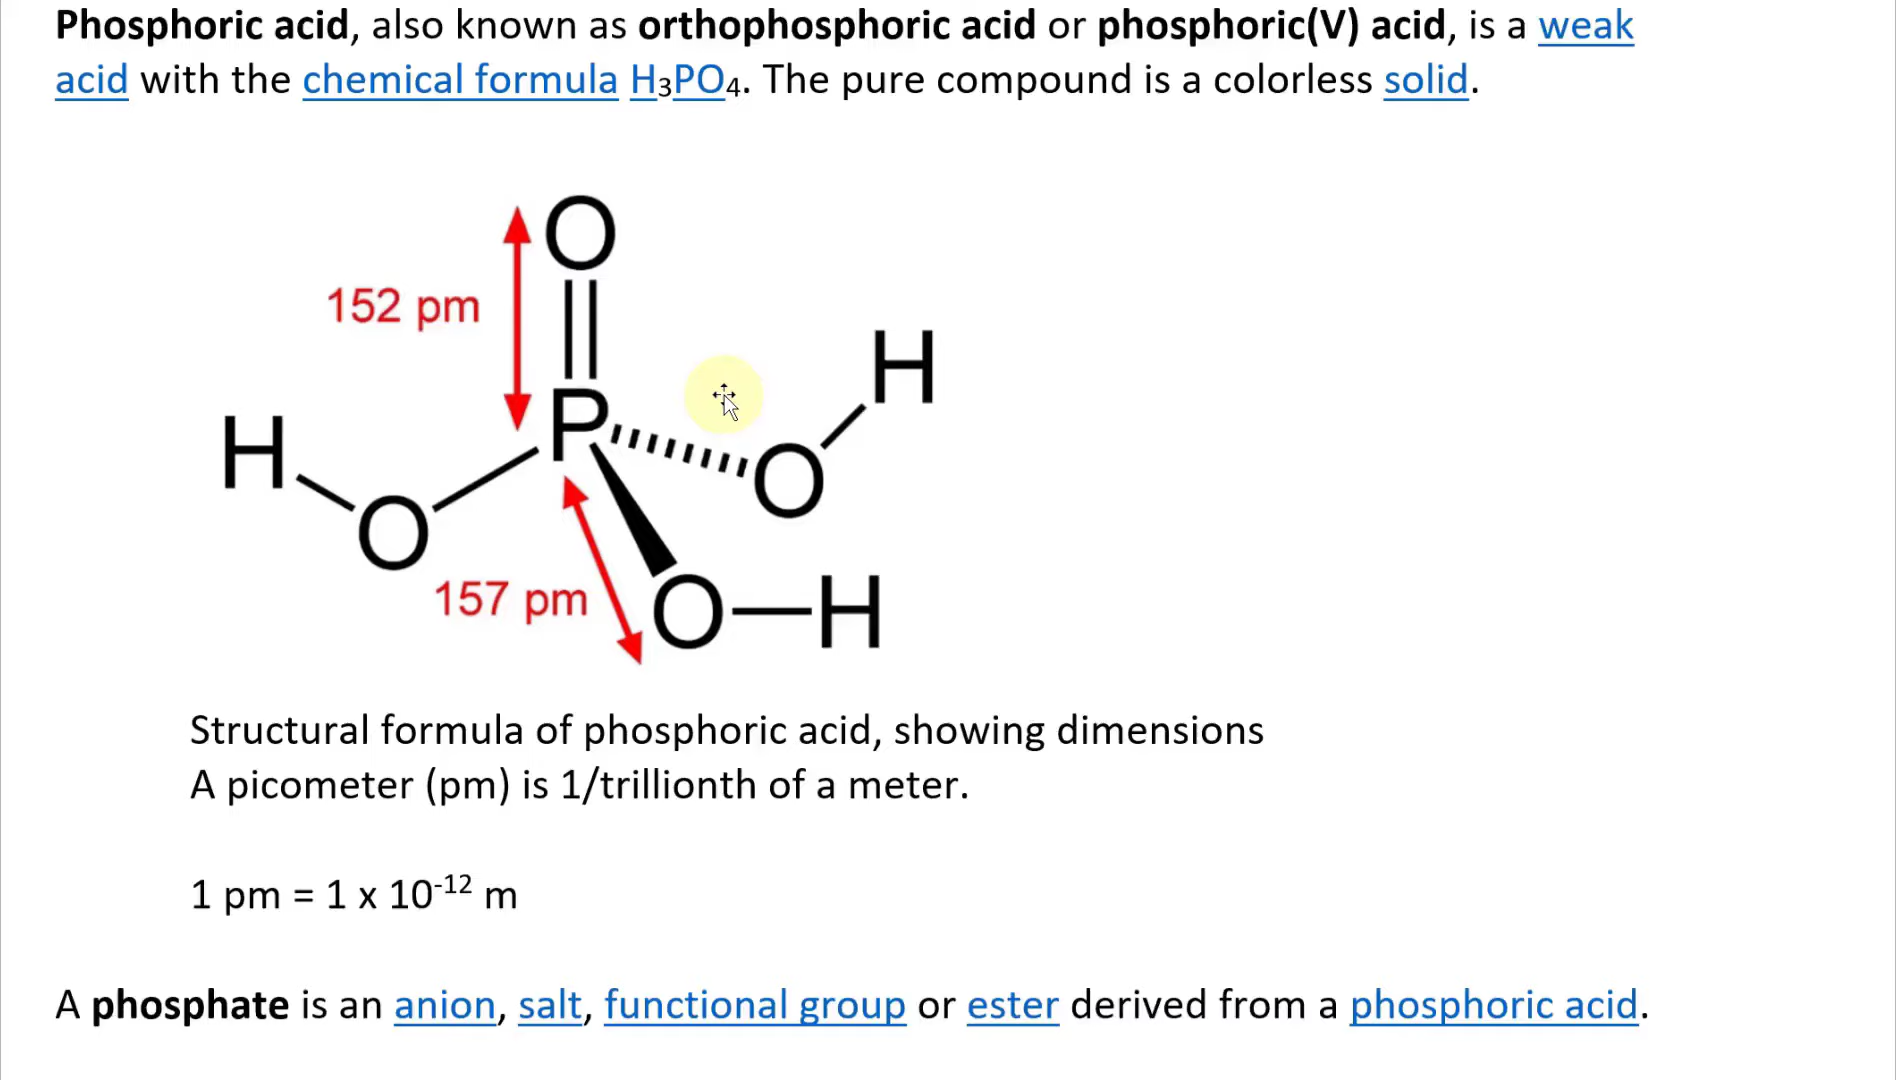 Phosphoric acid, also known as orthophosphoric acid or phosphoric(V) acid, is a weak
acid with the chemical formula H₃PO₄. The pure compound is a colorless solid.
O
152 pm
H
P
H
O
O
157 pm
O H
Structural formula of phosphoric acid, showing dimensions
A picometer (pm) is 1/trillionth of a meter.
1 pm = 1 x 10⁻¹² m
A phosphate is an anion, salt, functional group or ester derived from a phosphoric acid.